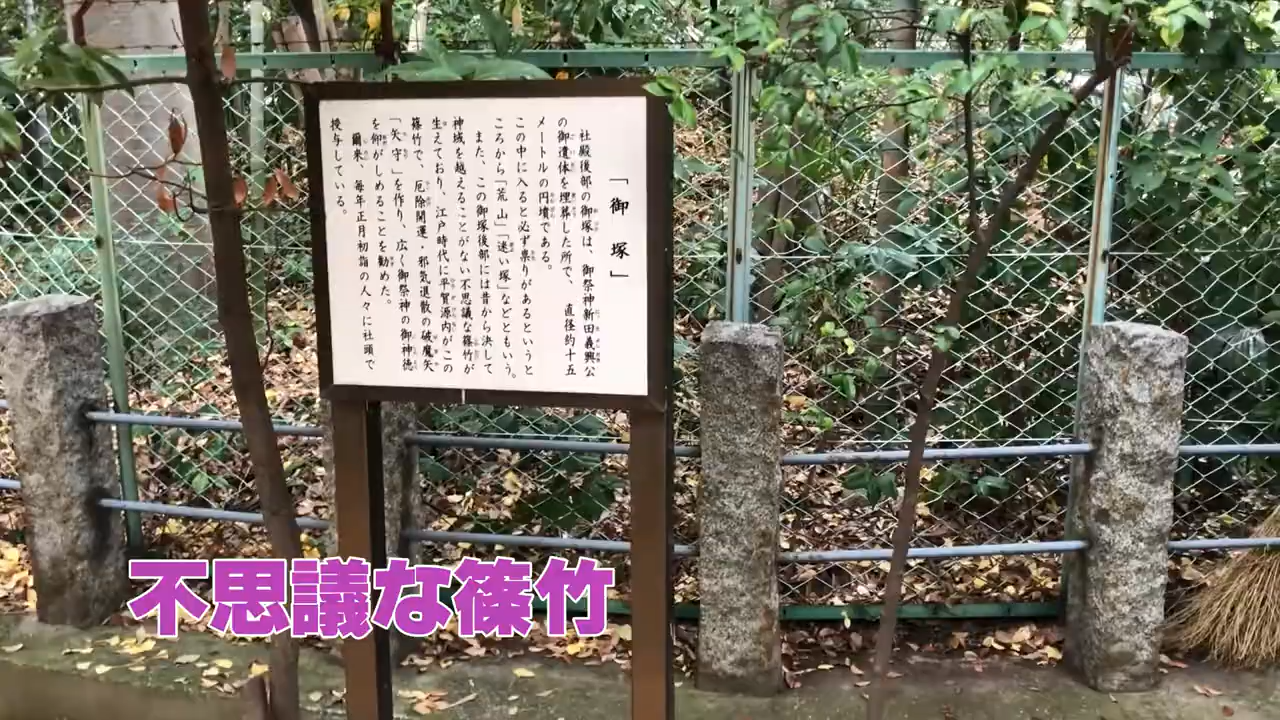 「御塚」
社殿後部の御塚は、御祭神新田義興公
の御遺体を埋葬した所で、直径約十五
メートルの円墳である。
この中に入ると必ず祟りがあるというと
ころから「荒山」「迷い塚」などともいう。
また、この御塚後部には昔から決して
神域を越えることがない不思議な篠竹が
生えており、江戸時代に平賀源内がこの
篠竹で、厄除開運・邪気退散の破魔矢
「矢守」を作り、広く御祭神の御神徳
を仰がしめることを勧めた。
爾来、毎年正月初詣の人々に社頭で
授与している。
不思議な篠竹